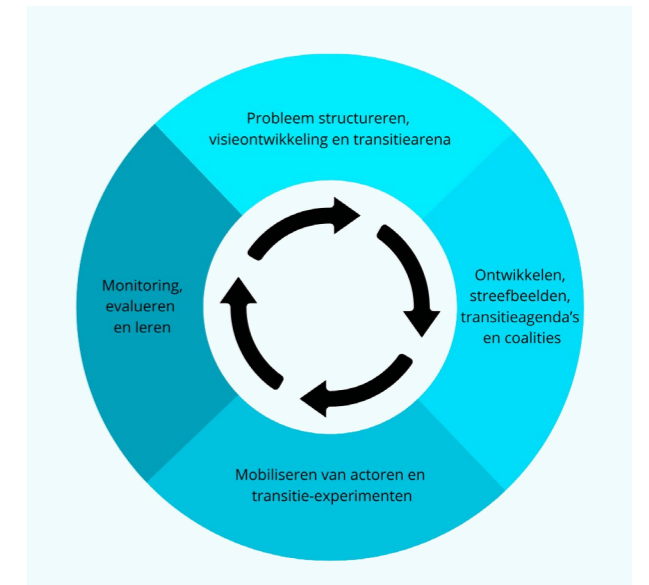 Probleem structureren,
visieontwikkeling en transitiearena
Ontwikkelen,
streefbeelden,
transitieagenda's
en coalities
Mobiliseren van actoren en
transitie-experimenten
Monitoring,
evalueren
en leren